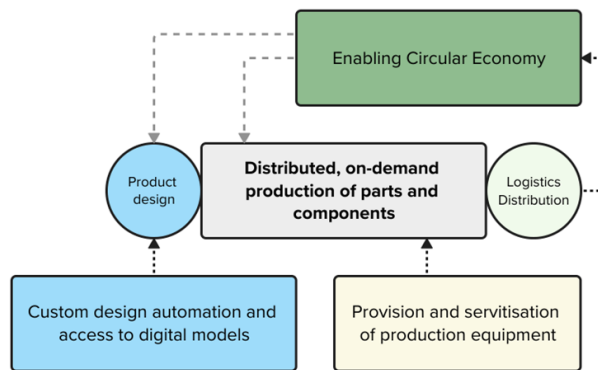 Enabling Circular Economy
Product
design
Distributed, on-demand
production of parts and
components
Logistics
Distribution
Custom design automation and
access to digital models
Provision and servitisation
of production equipment